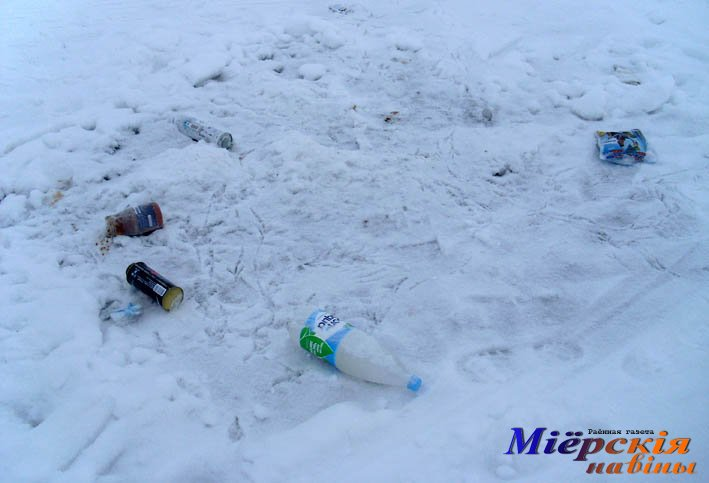 Раённая газета
Міёрскія
навіны